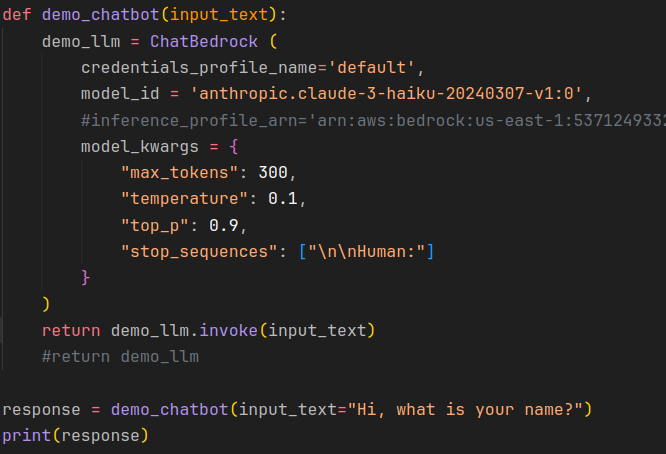 def demo_chatbot(input_text):
    demo_llm = ChatBedrock (
        credentials_profile_name='default',
        model_id = 'anthropic.claude-3-haiku-20240307-v1:0',
        #inference_profile_arn='arn:aws:bedrock:us-east-1:5371249332
        model_kwargs = {
            "max_tokens": 300,
            "temperature": 0.1,
            "top_p": 0.9,
            "stop_sequences": ["\n\nHuman:"]
        }
    )
    return demo_llm.invoke(input_text)
    #return demo_llm
response = demo_chatbot(input_text="Hi, what is your name?")
print(response)